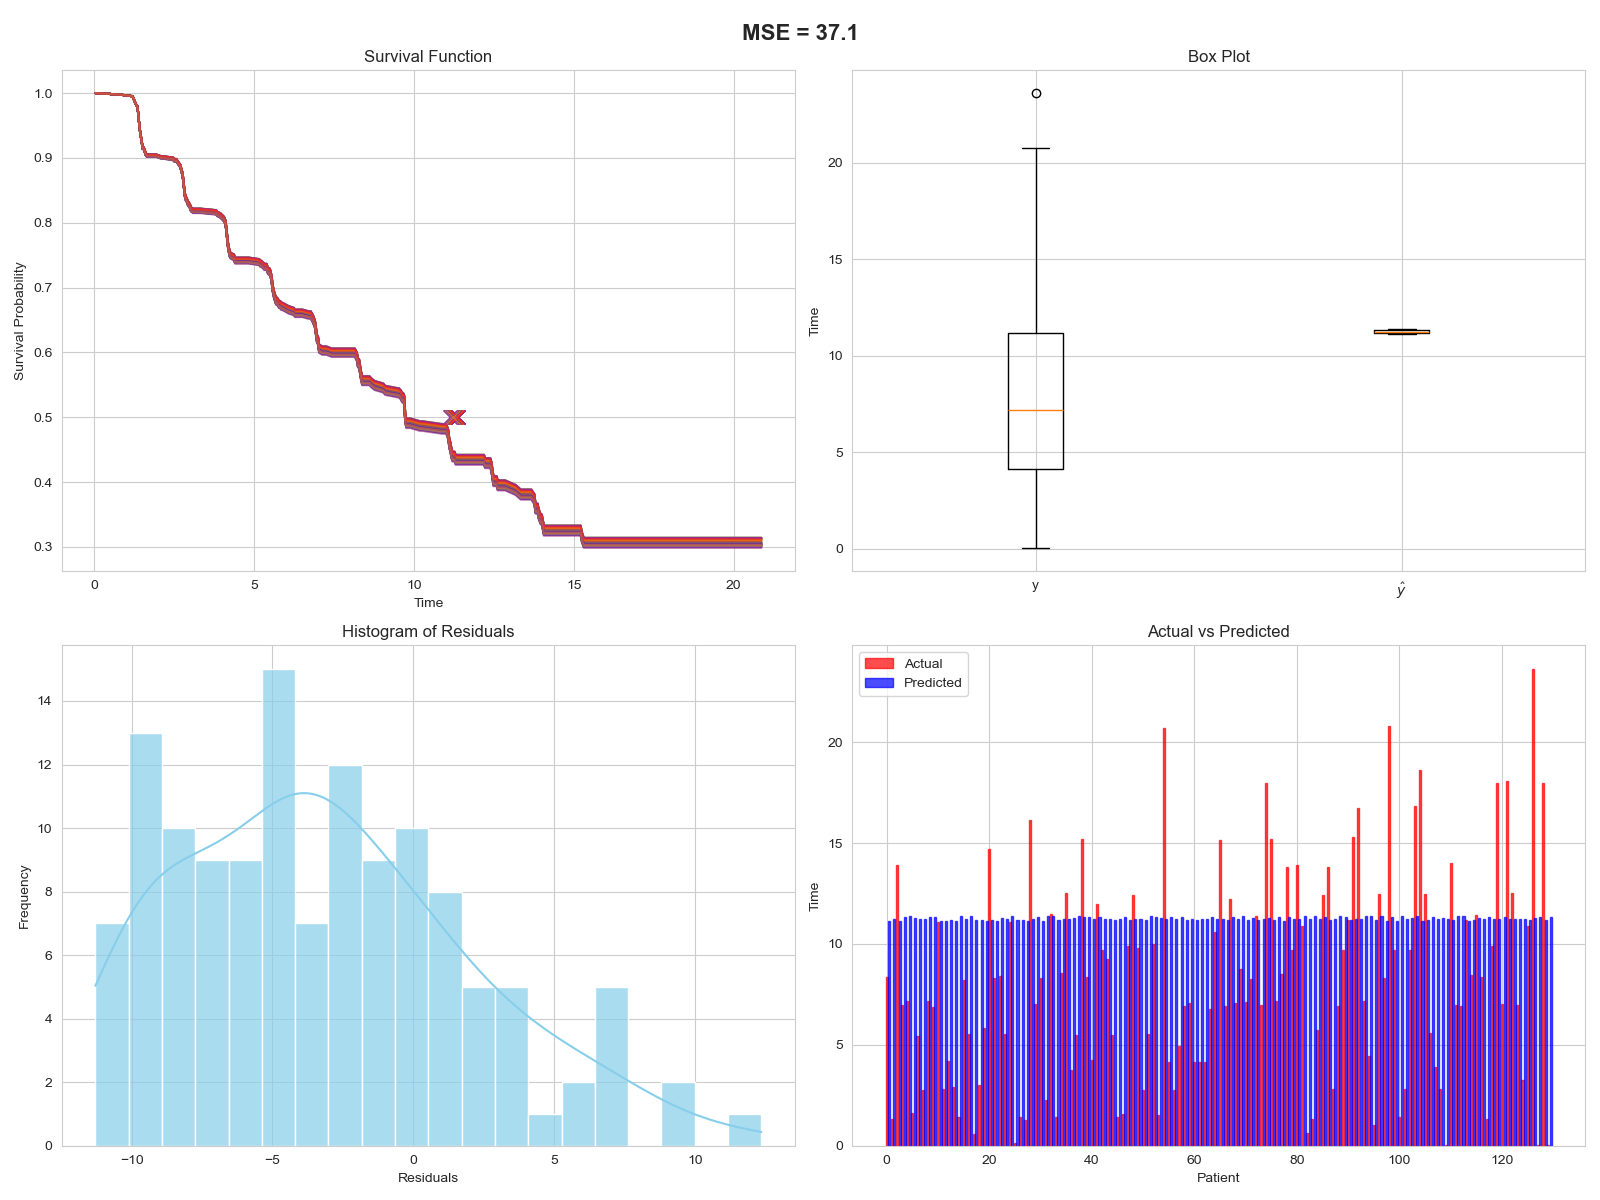 MSE = 37.1
Survival Function
1.0
0.9
0.8
0.7
0.6
0.5
0.4
0.3
Survival Probability
0 5 10 15 20
Time
Box Plot
20
15
10
5
0
Time
y ŷ
Histogram of Residuals
14
12
10
8
6
4
2
0
Frequency
−10 −5 0 5 10
Residuals
Actual vs Predicted
Actual
Predicted
20
15
10
5
0
Time
0 20 40 60 80 100 120
Patient